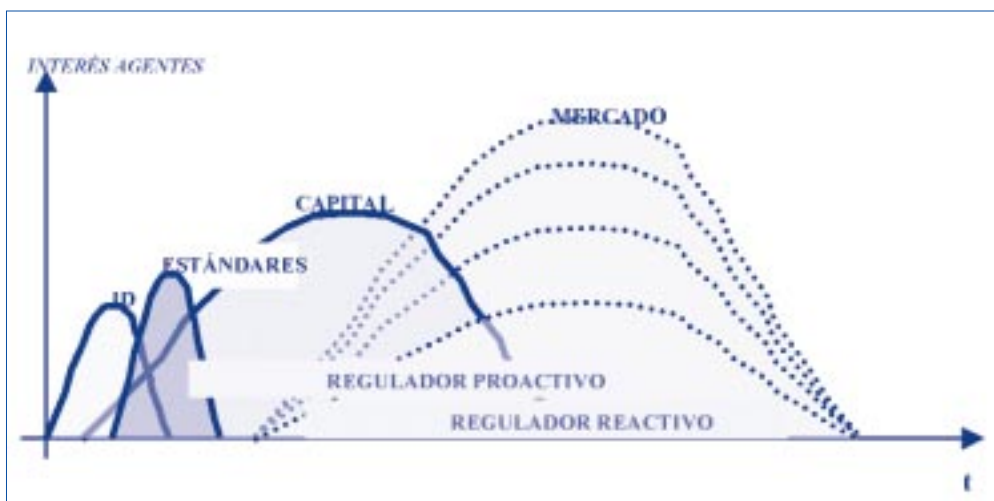 INTERÉS AGENTES
MERCADO
CAPITAL
ESTÁNDARES
ID
REGULADOR PROACTIVO
REGULADOR REACTIVO
t